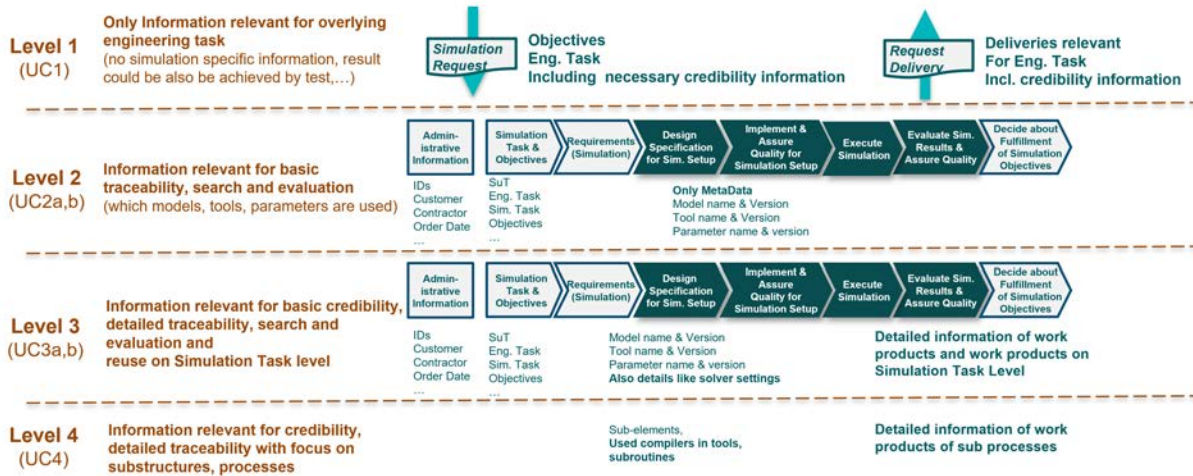 Level 1
(UC1)
Only Information relevant for overlying
engineering task
(no simulation specific information, result
could be also be achieved by test,…)
Simulation
Request
Objectives
Eng. Task
Including necessary credibility information
Request
Delivery
Deliveries relevant
For Eng. Task
Incl. credibility information
Level 2
(UC2a,b)
Information relevant for basic
traceability, search and evaluation
(which models, tools, parameters are used)
Admin-
istrative
Information
Simulation
Task &
Objectives
Requirements
(Simulation)
Design
Specification
for Sim. Setup
Implement &
Assure
Quality for
Simulation Setup
Execute
Simulation
Evaluate Sim.
Results &
Assure Quality
Decide about
Fulfillment
of Simulation
Objectives
IDs
Customer
Contractor
Order Date
…
SuT
Eng. Task
Sim. Task
Objectives
…
Only MetaData
Model name & Version
Tool name & Version
Parameter name & version
Level 3
(UC3a,b)
Information relevant for basic credibility,
detailed traceability, search and
evaluation and
reuse on Simulation Task level
Admin-
istrative
Information
Simulation
Task &
Objectives
Requirements
(Simulation)
Design
Specification
for Sim. Setup
Implement &
Assure
Quality for
Simulation Setup
Execute
Simulation
Evaluate Sim.
Results &
Assure Quality
Decide about
Fulfillment
of Simulation
Objectives
IDs
Customer
Contractor
Order Date
…
SuT
Eng. Task
Sim. Task
Objectives
…
Model name & Version
Tool name & Version
Parameter name & version
Also details like solver settings
Detailed information of work
products and work products on
Simulation Task Level
Level 4
(UC4)
Information relevant for credibility,
detailed traceability with focus on
substructures, processes
Sub-elements,
Used compilers in tools,
subroutines
Detailed information of work
products of sub processes